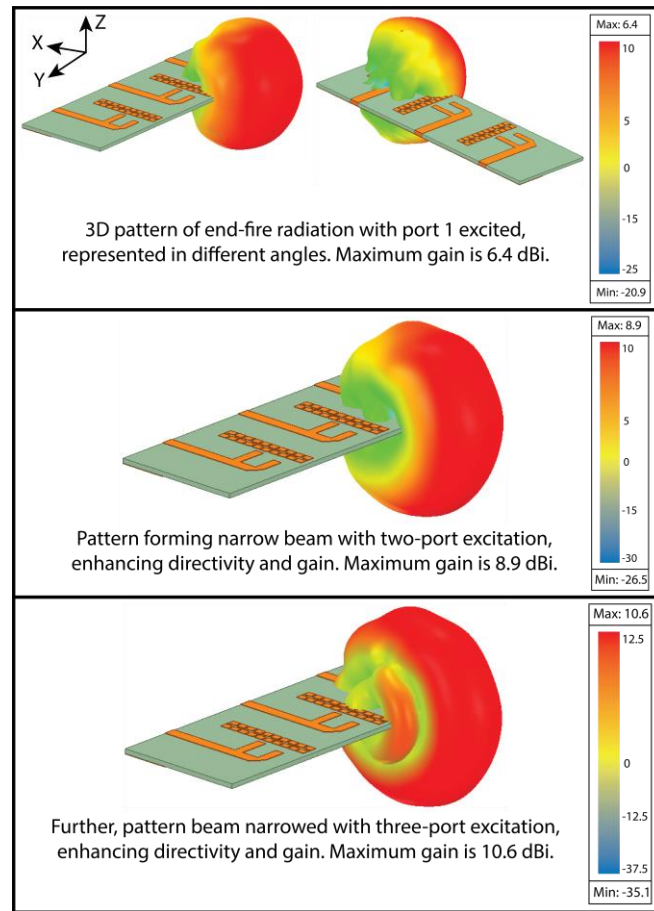 Z
X
Y
Max: 6.4
10
5
0
-15
-25
Min: -20.9
3D pattern of end-fire radiation with port 1 excited,
represented in different angles. Maximum gain is 6.4 dBi.
Max: 8.9
10
5
0
-15
-30
Min: -26.5
Pattern forming narrow beam with two-port excitation,
enhancing directivity and gain. Maximum gain is 8.9 dBi.
Max: 10.6
12.5
0
-12.5
-37.5
Min: -35.1
Further, pattern beam narrowed with three-port excitation,
enhancing directivity and gain. Maximum gain is 10.6 dBi.